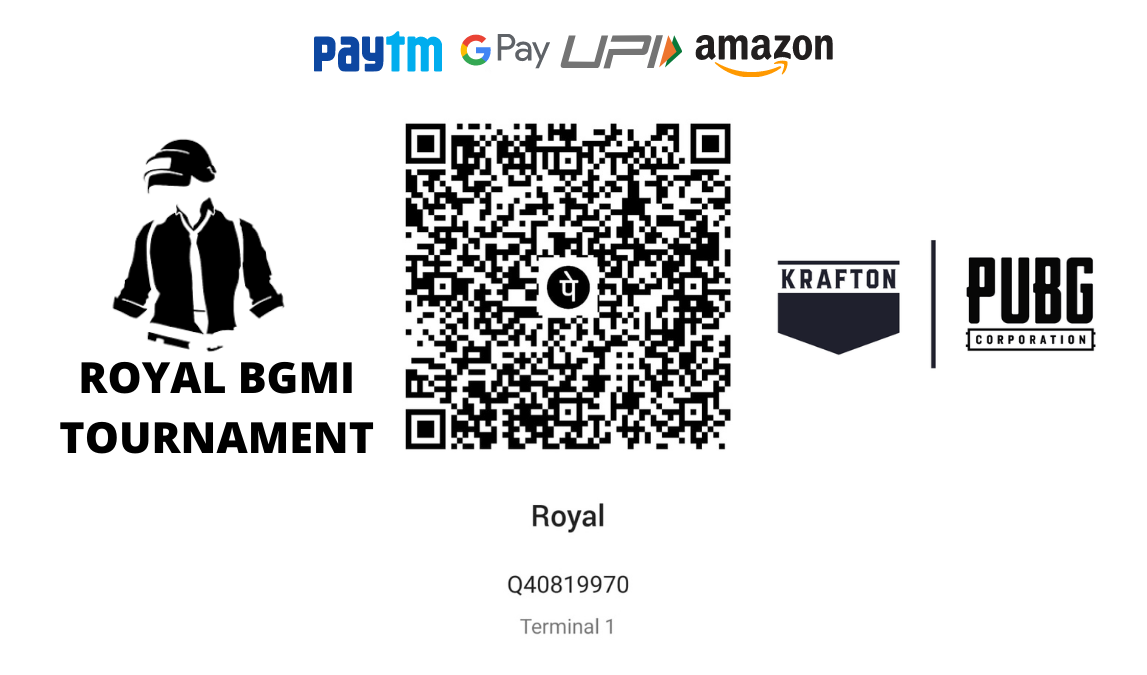 paytm G Pay UPI amazon
पे
KRAFTON
PUBG
CORPORATION
ROYAL BGMI
TOURNAMENT
Royal
Q40819970
Terminal 1